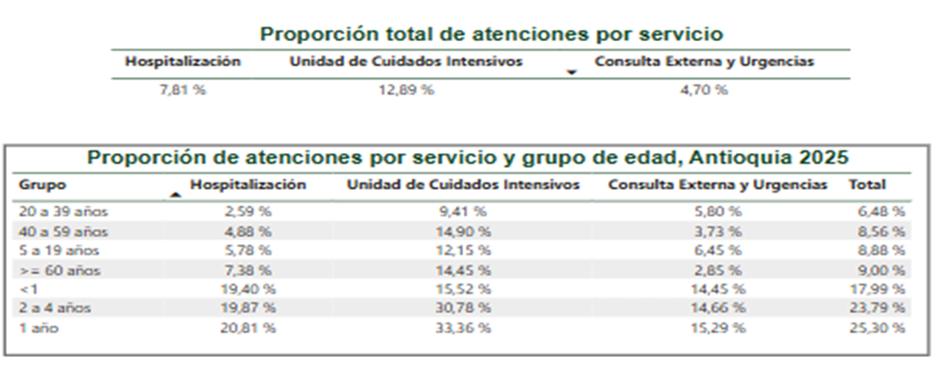 Proporción total de atenciones por servicio
Hospitalización Unidad de Cuidados Intensivos Consulta Externa y Urgencias
7,81 % 12,89 % 4,70 %
Proporción de atenciones por servicio y grupo de edad, Antioquia 2025
Grupo Hospitalización Unidad de Cuidados Intensivos Consulta Externa y Urgencias Total
20 a 39 años 2,59 % 9,41 % 5,80 % 6,48 %
40 a 59 años 4,88 % 14,90 % 3,73 % 8,56 %
5 a 19 años 5,78 % 12,15 % 6,45 % 8,88 %
>= 60 años 7,38 % 14,45 % 2,85 % 9,00 %
<1 19,40 % 15,52 % 14,45 % 17,99 %
2 a 4 años 19,87 % 30,78 % 14,66 % 23,79 %
1 año 20,81 % 33,36 % 15,29 % 25,30 %